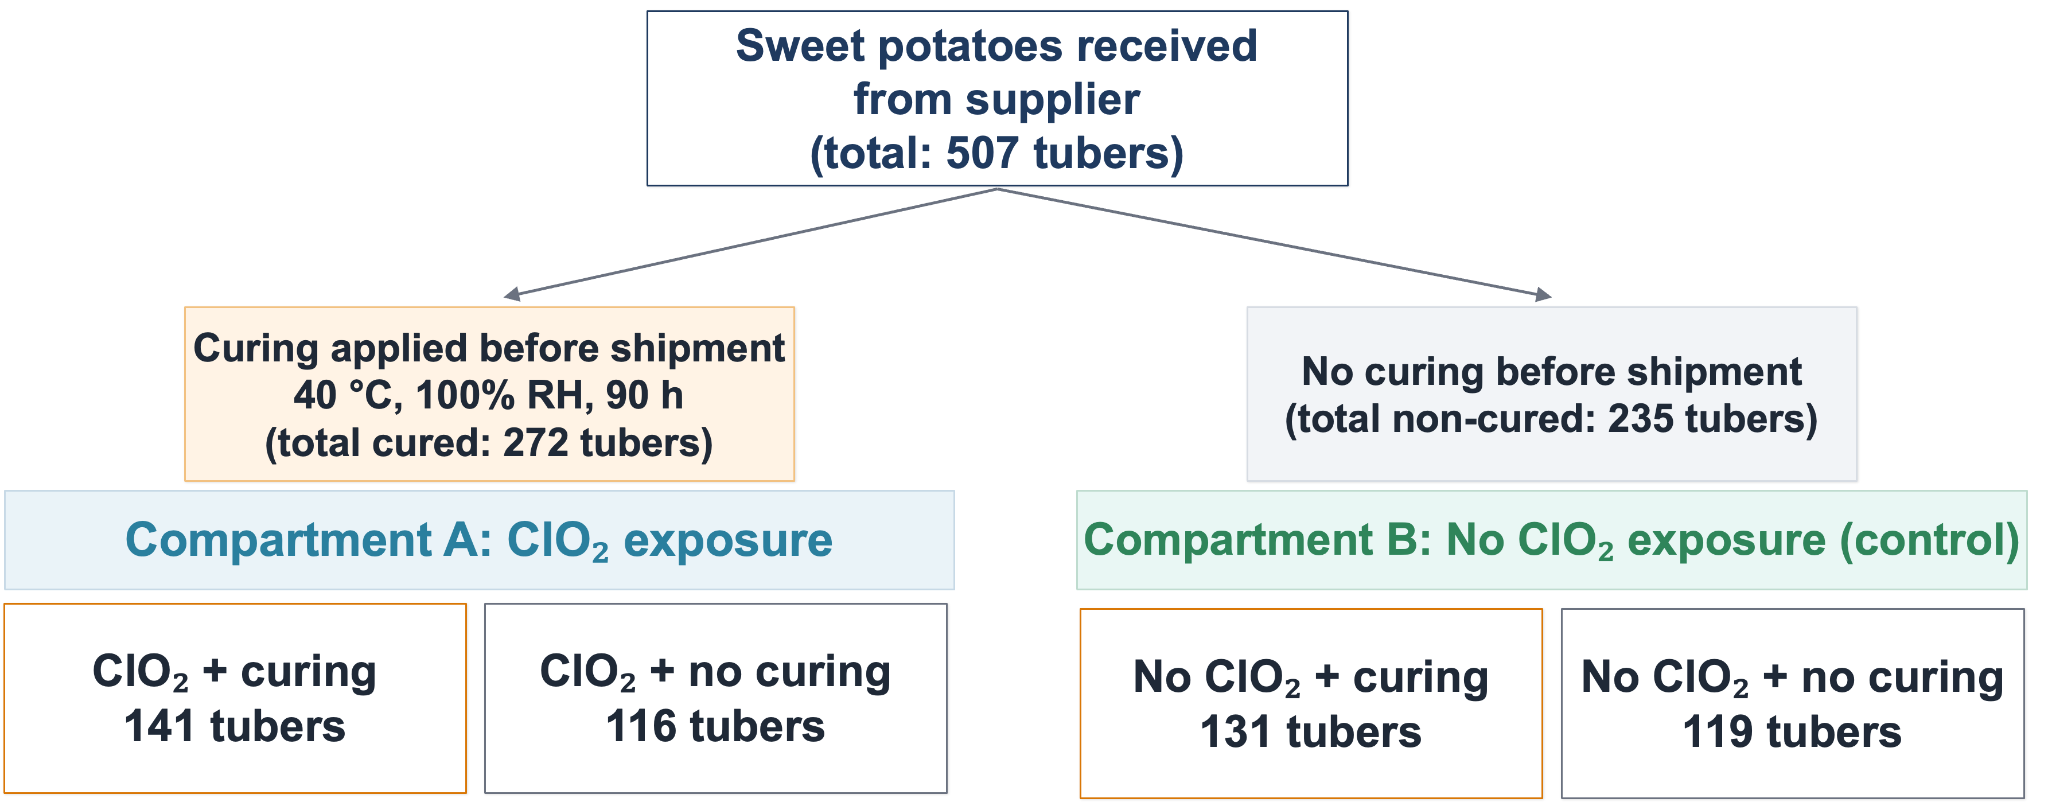 Sweet potatoes received
from supplier
(total: 507 tubers)
Curing applied before shipment
40 °C, 100% RH, 90 h
(total cured: 272 tubers)
No curing before shipment
(total non-cured: 235 tubers)
Compartment A: ClO₂ exposure
Compartment B: No ClO₂ exposure (control)
ClO₂ + curing
141 tubers
ClO₂ + no curing
116 tubers
No ClO₂ + curing
131 tubers
No ClO₂ + no curing
119 tubers